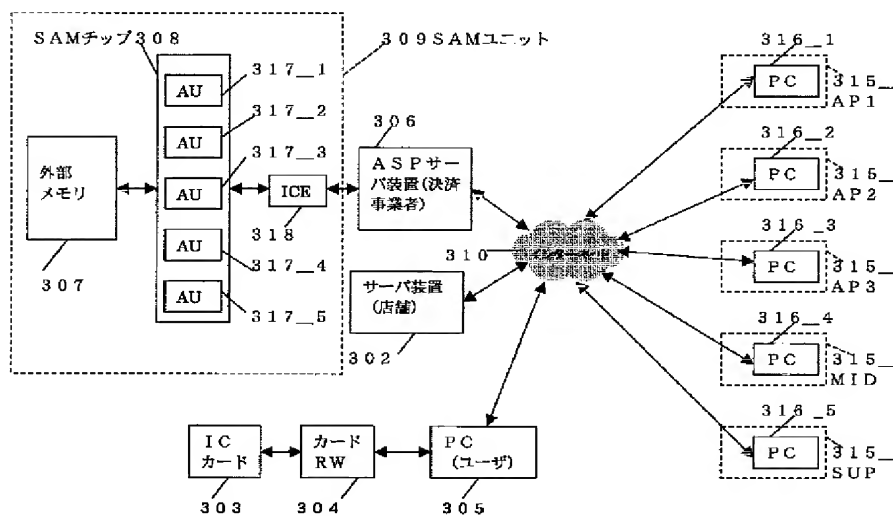 SAMチップ308
309SAMユニット
317_1
AU
317_2
AU
317_3
AU
317_4
AU
317_5
AU
外部
メモリ
307
ICE
318
306
ASPサー
バ装置(決済
事業者)
310
サーバ装置
(店舗)
302
IC
カード
303
カード
RW
304
PC
(ユーザ)
305
316_1
PC
315_
AP1
316_2
PC
315_
AP2
316_3
PC
315_
AP3
316_4
PC
315_
MID
316_5
PC
315_
SUP